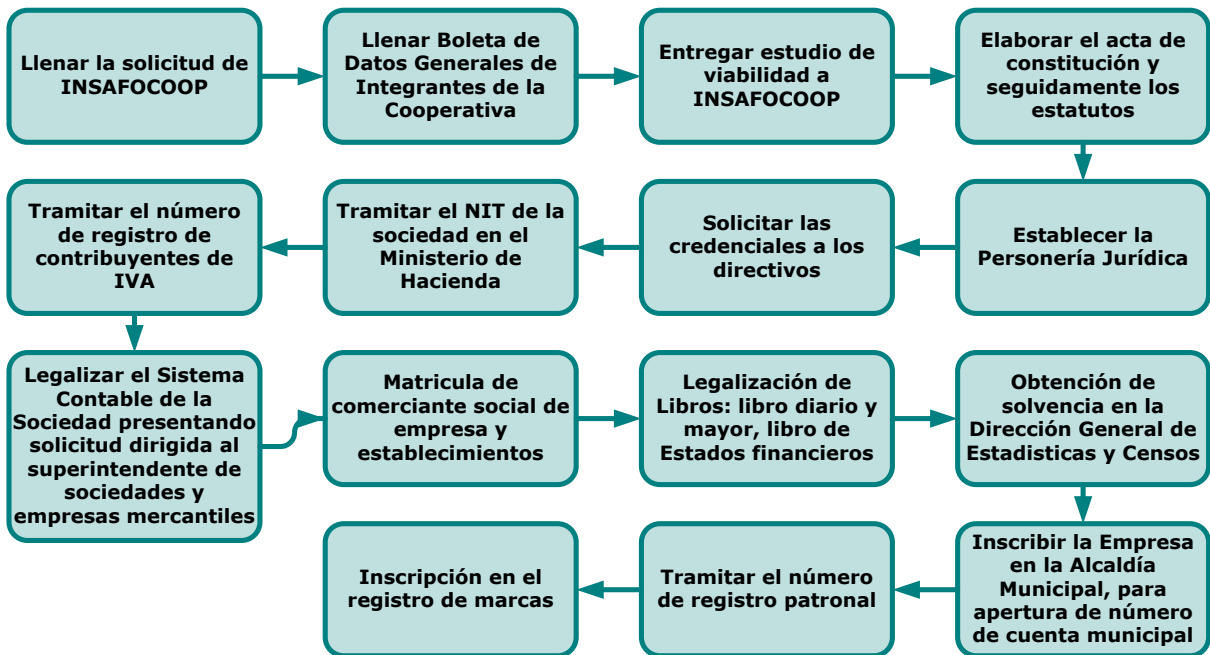 Llenar la solicitud de
INSAFOCOOP
Llenar Boleta de
Datos Generales de
Integrantes de la
Cooperativa
Entregar estudio de
viabilidad a
INSAFOCOOP
Elaborar el acta de
constitución y
seguidamente los
estatutos
Establecer la
Personería Jurídica
Solicitar las
credenciales a los
directivos
Tramitar el NIT de la
sociedad en el
Ministerio de
Hacienda
Tramitar el número
de registro de
contribuyentes de
IVA
Legalizar el Sistema
Contable de la
Sociedad presentando
solicitud dirigida al
superintendente de
sociedades y
empresas mercantiles
Matricula de
comerciante social de
empresa y
establecimientos
Legalización de
Libros: libro diario y
mayor, libro de
Estados financieros
Obtención de
solvencia en la
Dirección General de
Estadisticas y Censos
Inscribir la Empresa
en la Alcaldía
Municipal, para
apertura de número
de cuenta municipal
Tramitar el número
de registro patronal
Inscripción en el
registro de marcas